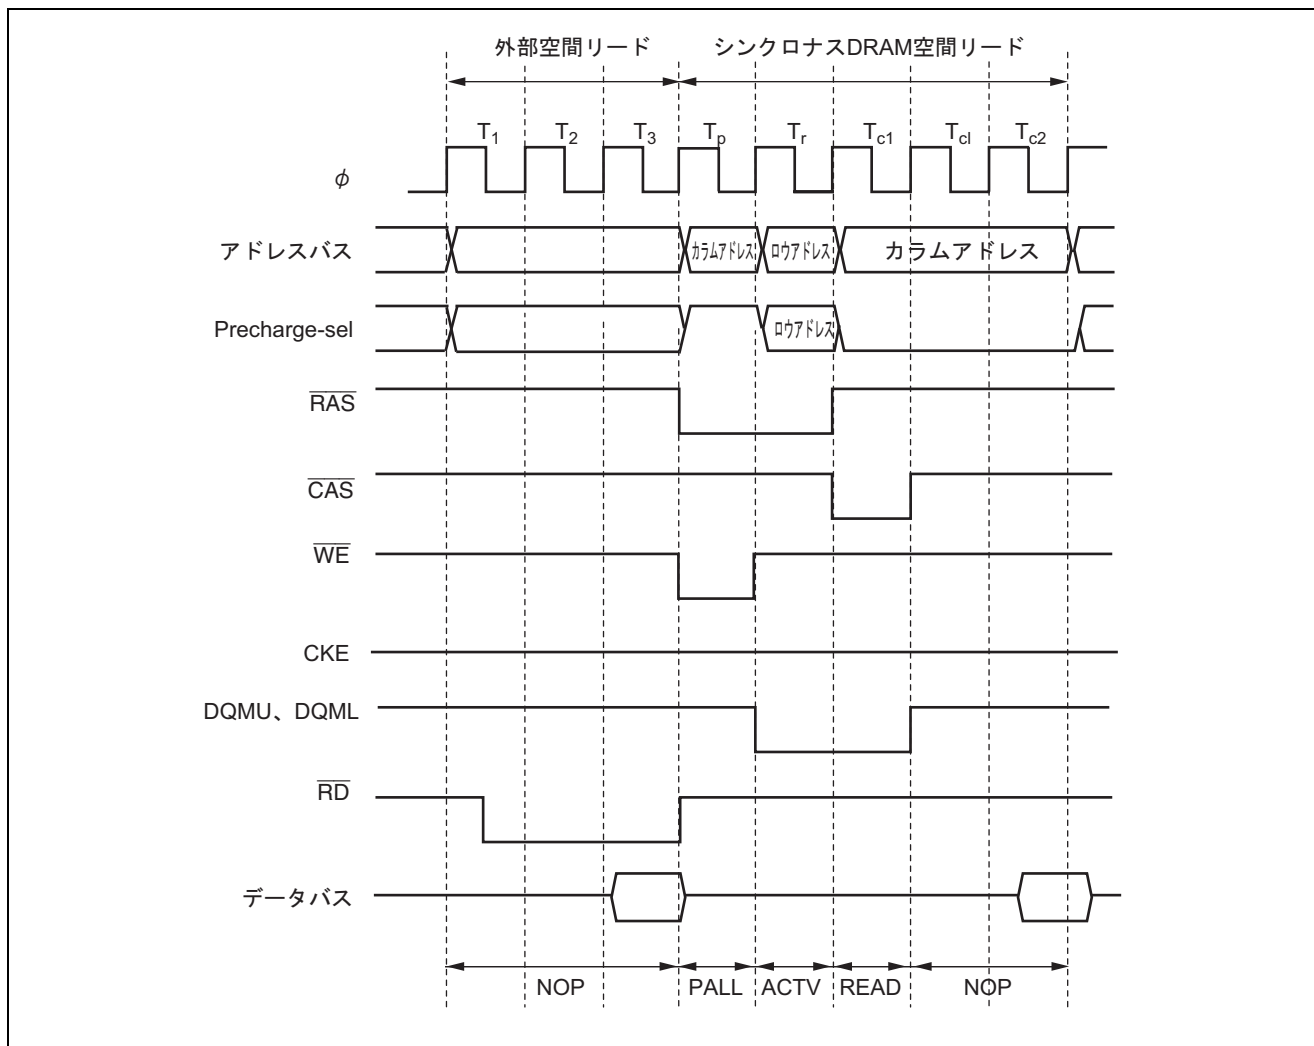 外部空間リード シンクロナスDRAM空間リード
T1 T2 T3 Tp Tr Tc1 Tcl Tc2
φ
アドレスバス カラムアドレス ロウアドレス カラムアドレス
Precharge-sel ロウアドレス
RAS
CAS
WE
CKE
DQMU、DQML
RD
データバス
NOP PALL ACTV READ NOP